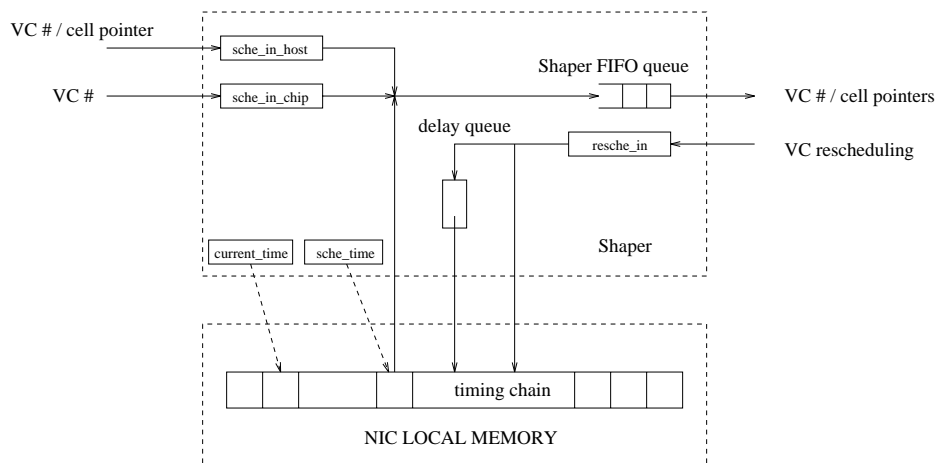 VC # / cell pointer
sche_in_host
Shaper FIFO queue
VC #
sche_in_chip
VC # / cell pointers
delay queue
resche_in
VC rescheduling
current_time
sche_time
Shaper
timing chain
NIC LOCAL MEMORY